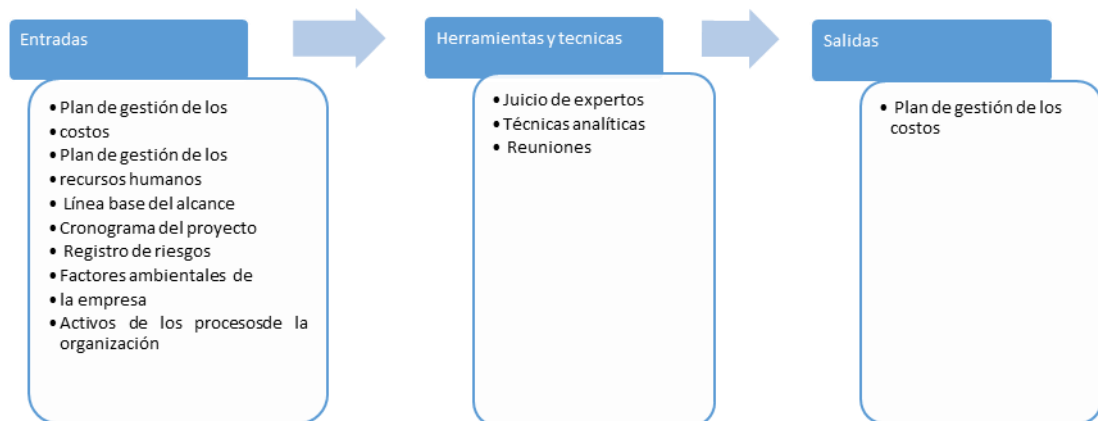 Entradas
• Plan de gestión de los
• costos
• Plan de gestión de los
• recursos humanos
• Línea base del alcance
• Cronograma del proyecto
• Registro de riesgos
• Factores ambientales de
• la empresa
• Activos de los procesosde la
organización
Herramientas y tecnicas
• Juicio de expertos
• Técnicas analíticas
• Reuniones
Salidas
• Plan de gestión de los
costos